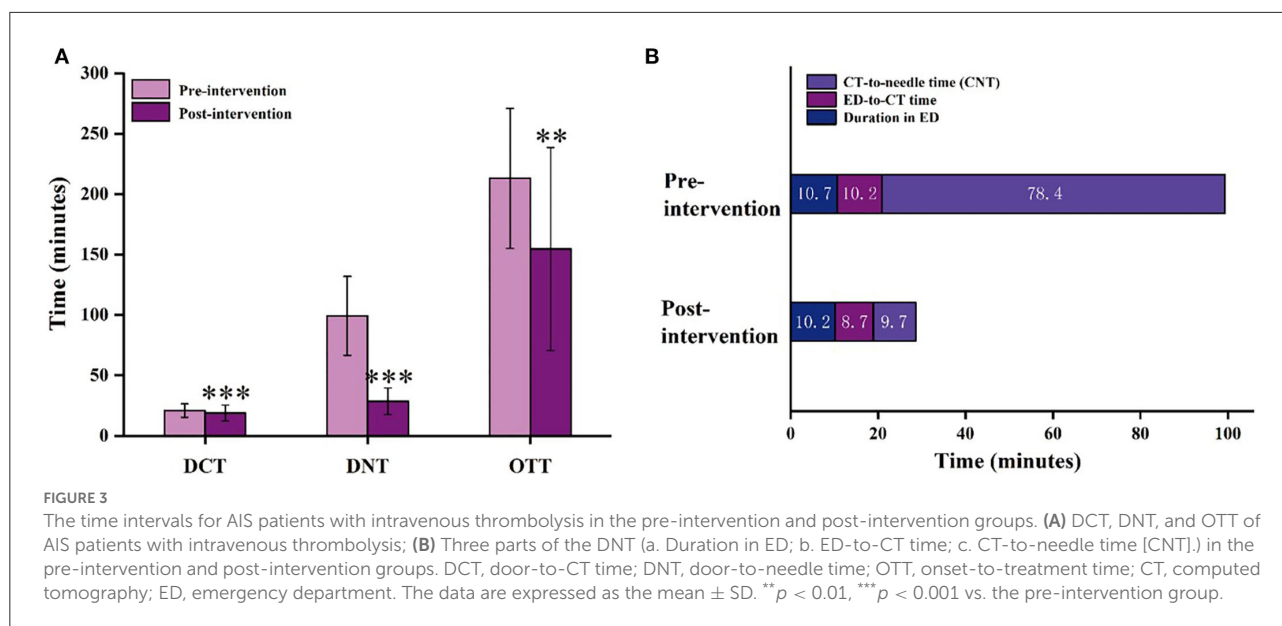 A
300
250
200
150
100
50
0
Time (minutes)
Pre-intervention
Post-intervention
***
***
**
DCT DNT OTT
B
CT-to-needle time (CNT)
ED-to-CT time
Duration in ED
Pre-
intervention
10.7 10.2 78.4
Post-
intervention
10.2 8.7 9.7
0 20 40 60 80 100
Time (minutes)
FIGURE 3
The time intervals for AIS patients with intravenous thrombolysis in the pre-intervention and post-intervention groups. (A) DCT, DNT, and OTT of
AIS patients with intravenous thrombolysis; (B) Three parts of the DNT (a. Duration in ED; b. ED-to-CT time; c. CT-to-needle time [CNT].) in the
pre-intervention and post-intervention groups. DCT, door-to-CT time; DNT, door-to-needle time; OTT, onset-to-treatment time; CT, computed
tomography; ED, emergency department. The data are expressed as the mean ± SD. **p < 0.01, ***p < 0.001 vs. the pre-intervention group.